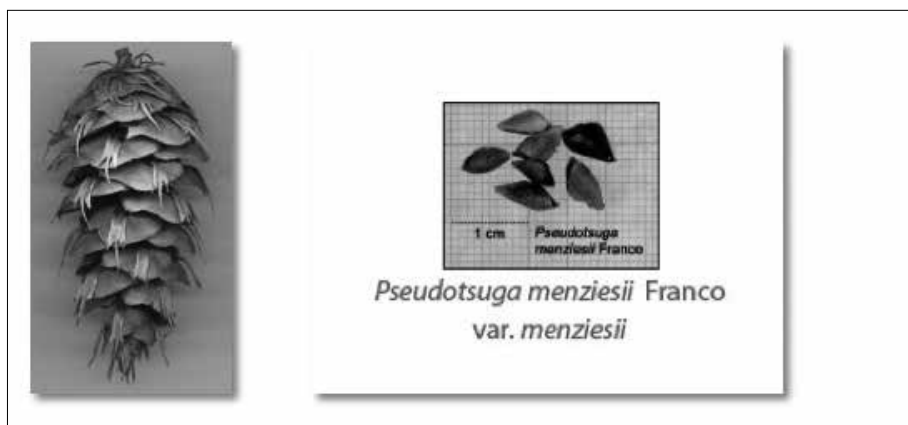 1 cm
Pseudotsuga
menziesii Franco
Pseudotsuga menziesii Franco
var. menziesii